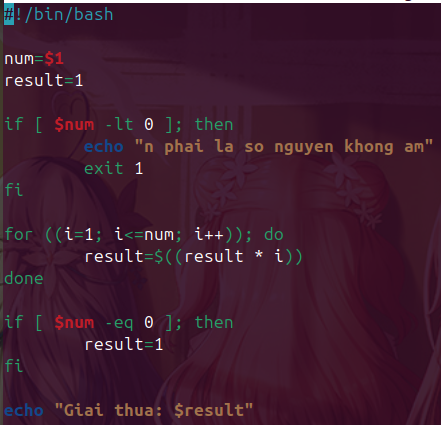 #!/bin/bash
num=$1
result=1
if [ $num -lt 0 ]; then
echo "n phai la so nguyen khong am"
exit 1
fi
for ((i=1; i<=num; i++)); do
result=$((result * i))
done
if [ $num -eq 0 ]; then
result=1
fi
echo "Giai thua: $result"